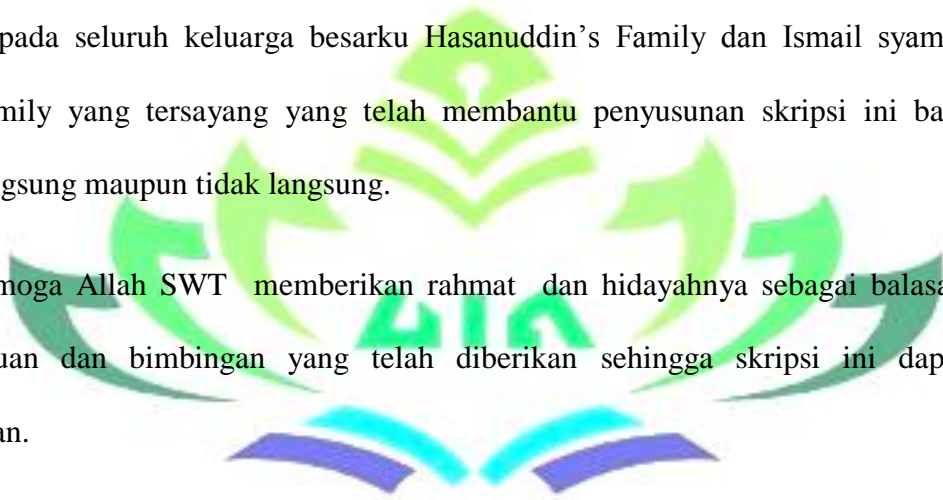 pada seluruh keluarga besarku Hasanuddin's Family dan Ismail syam
mily yang tersayang yang telah membantu penyusunan skripsi ini ba
gsung maupun tidak langsung.
moga Allah SWT memberikan rahmat dan hidayahnya sebagai balasa
uan dan bimbingan yang telah diberikan sehingga skripsi ini dap
an.